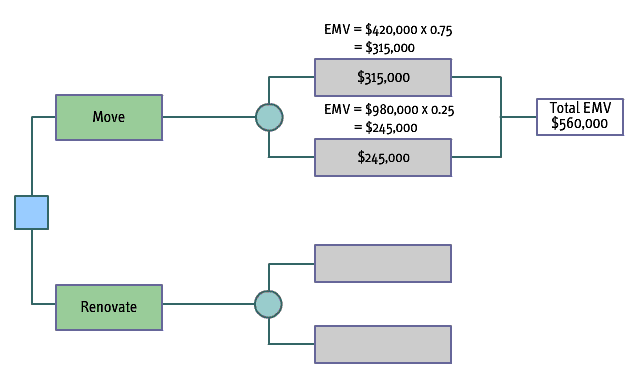 EMV = $420,000 x 0.75
= $315,000
$315,000
Move
EMV = $980,000 x 0.25
= $245,000
$245,000
Total EMV
$560,000
Renovate